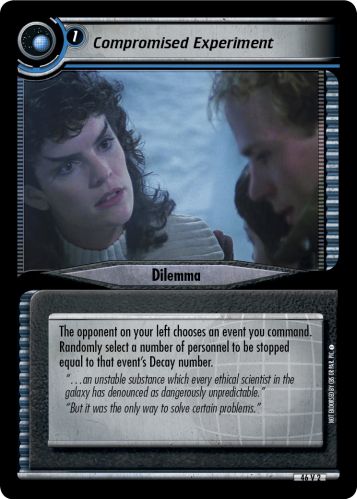 1
Compromised Experiment
Dilemma
The opponent on your left chooses an event you command.
Randomly select a number of personnel to be stopped
equal to that event's Decay number.
"...an unstable substance which every ethical scientist in the
galaxy has denounced as dangerously unpredictable."
"But it was the only way to solve certain problems."
NOT ENDORSED BY CBS OR PAR. PIC.
46 V 2